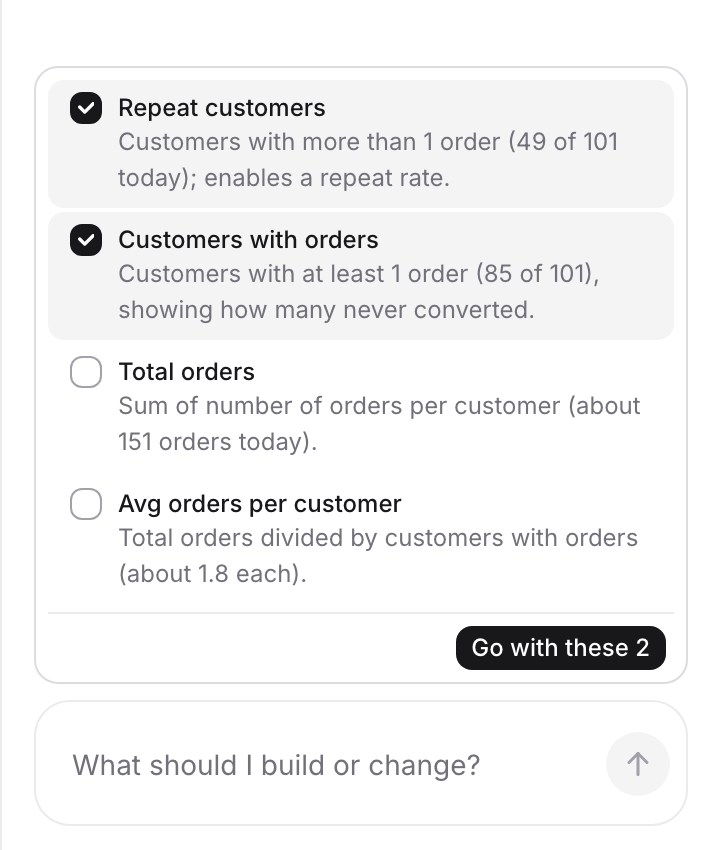 Repeat customers
Customers with more than 1 order (49 of 101
today); enables a repeat rate.
Customers with orders
Customers with at least 1 order (85 of 101),
showing how many never converted.
Total orders
Sum of number of orders per customer (about
151 orders today).
Avg orders per customer
Total orders divided by customers with orders
(about 1.8 each).
Go with these 2
What should I build or change?